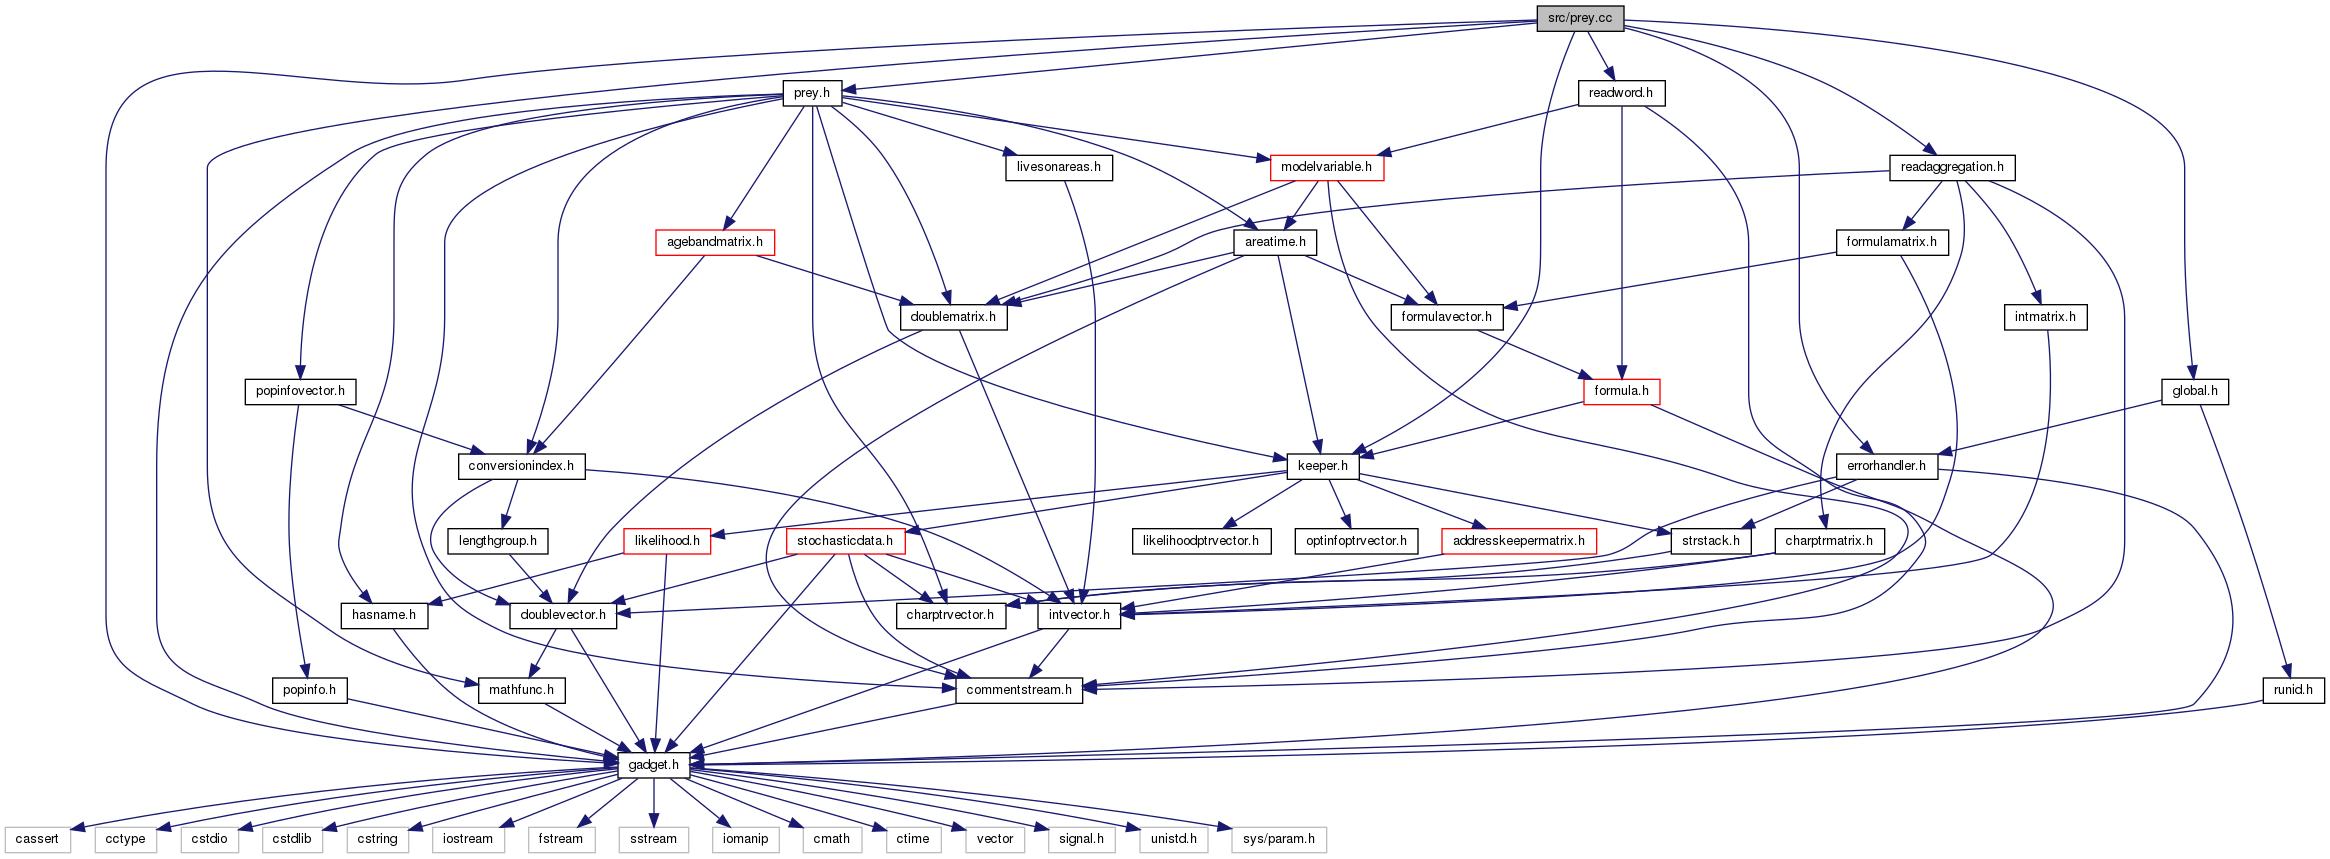 src/prey.cc
prey.h
readword.h
livesonareas.h
modelvariable.h
readaggregation.h
agebandmatrix.h
areatime.h
formulamatrix.h
doublematrix.h
formulavector.h
intmatrix.h
popinfovector.h
formula.h
global.h
conversionindex.h
keeper.h
errorhandler.h
lengthgroup.h
likelihood.h
stochasticdata.h
likelihoodptrvector.h
optinfoptrvector.h
addresskeepermatrix.h
strstack.h
charptrmatrix.h
hasname.h
doublevector.h
charptrvector.h
intvector.h
popinfo.h
mathfunc.h
commentstream.h
runid.h
gadget.h
cassert
cctype
cstdio
cstdlib
cstring
iostream
fstream
sstream
iomanip
cmath
ctime
vector
signal.h
unistd.h
sys/param.h